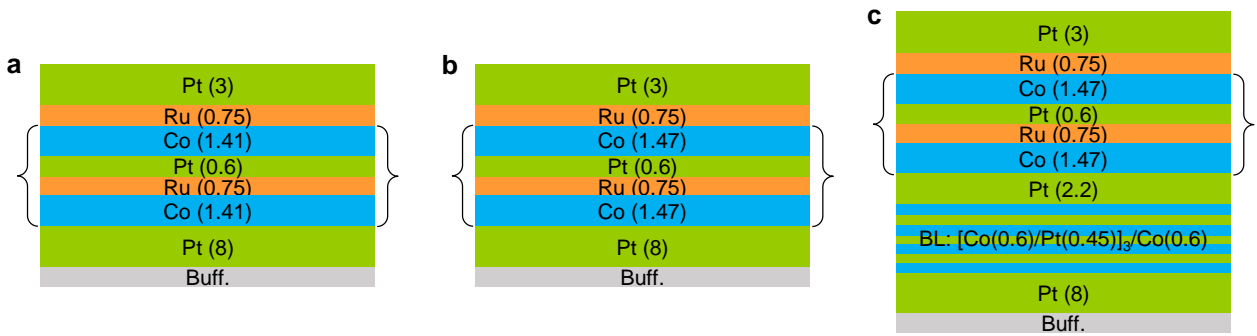 a
Pt (3)
Ru (0.75)
Co (1.41)
Pt (0.6)
Ru (0.75)
Co (1.41)
Pt (8)
Buff.
b
Pt (3)
Ru (0.75)
Co (1.47)
Pt (0.6)
Ru (0.75)
Co (1.47)
Pt (8)
Buff.
c
Pt (3)
Ru (0.75)
Co (1.47)
Pt (0.6)
Ru (0.75)
Co (1.47)
Pt (2.2)
BL: [Co(0.6)/Pt(0.45)]₃/Co(0.6)
Pt (8)
Buff.